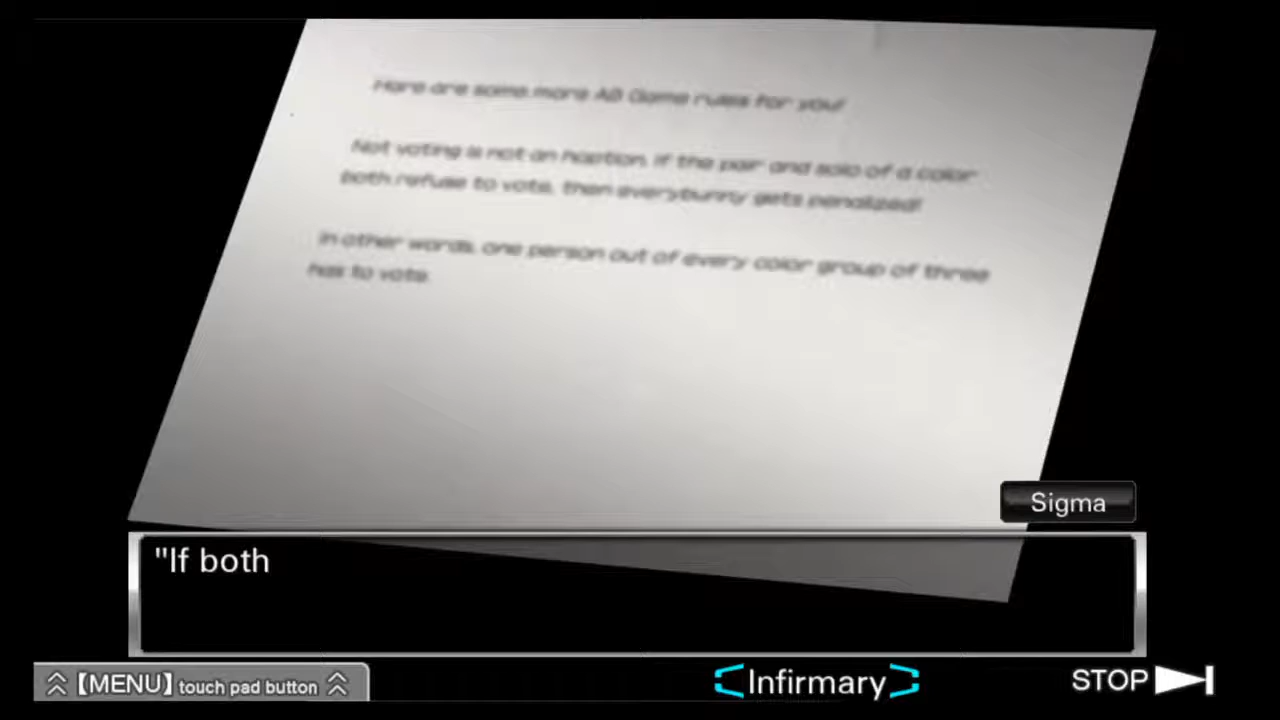 Here are some more AB Game rules for you!
Not voting is not an hoption. If the pair and solo of a color
both refuse to vote, then everybunny gets penalized!
In other words, one person out of every color group of three
has to vote.
Sigma
"If both
【MENU】 touch pad button
Infirmary
STOP